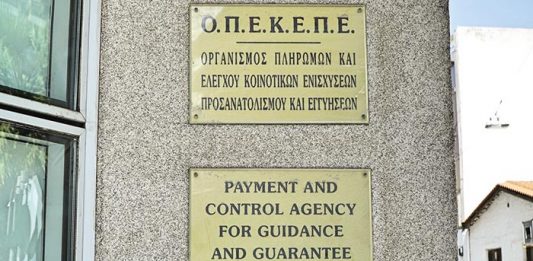 Ο.Π.Ε.Κ.Ε.Π.Ε.
ΟΡΓΑΝΙΣΜΟΣ ΠΛΗΡΩΜΩΝ ΚΑΙ
ΕΛΕΓΧΟΥ ΚΟΙΝΟΤΙΚΩΝ ΕΝΙΣΧΥΣΕΩΝ
ΠΡΟΣΑΝΑΤΟΛΙΣΜΟΥ ΚΑΙ ΕΓΓΥΗΣΕΩΝ
PAYMENT AND
CONTROL AGENCY
FOR GUIDANCE
AND GUARANTEE